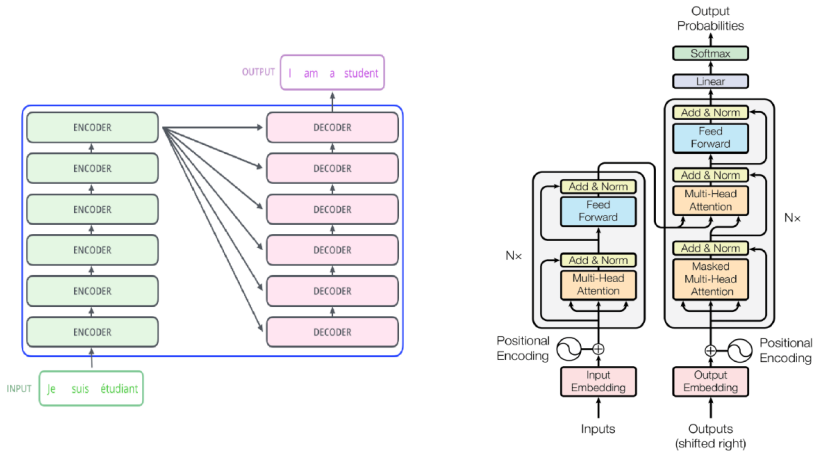 OUTPUT
I am a student
ENCODER
ENCODER
ENCODER
ENCODER
ENCODER
ENCODER
DECODER
DECODER
DECODER
DECODER
DECODER
DECODER
INPUT
Je suis étudiant
Output
Probabilities
Softmax
Linear
Add & Norm
Feed
Forward
Add & Norm
Multi-Head
Attention
Add & Norm
Masked
Multi-Head
Attention
N×
Add & Norm
Feed
Forward
Add & Norm
Multi-Head
Attention
N×
Positional
Encoding
Positional
Encoding
Input
Embedding
Output
Embedding
Inputs
Outputs
(shifted right)